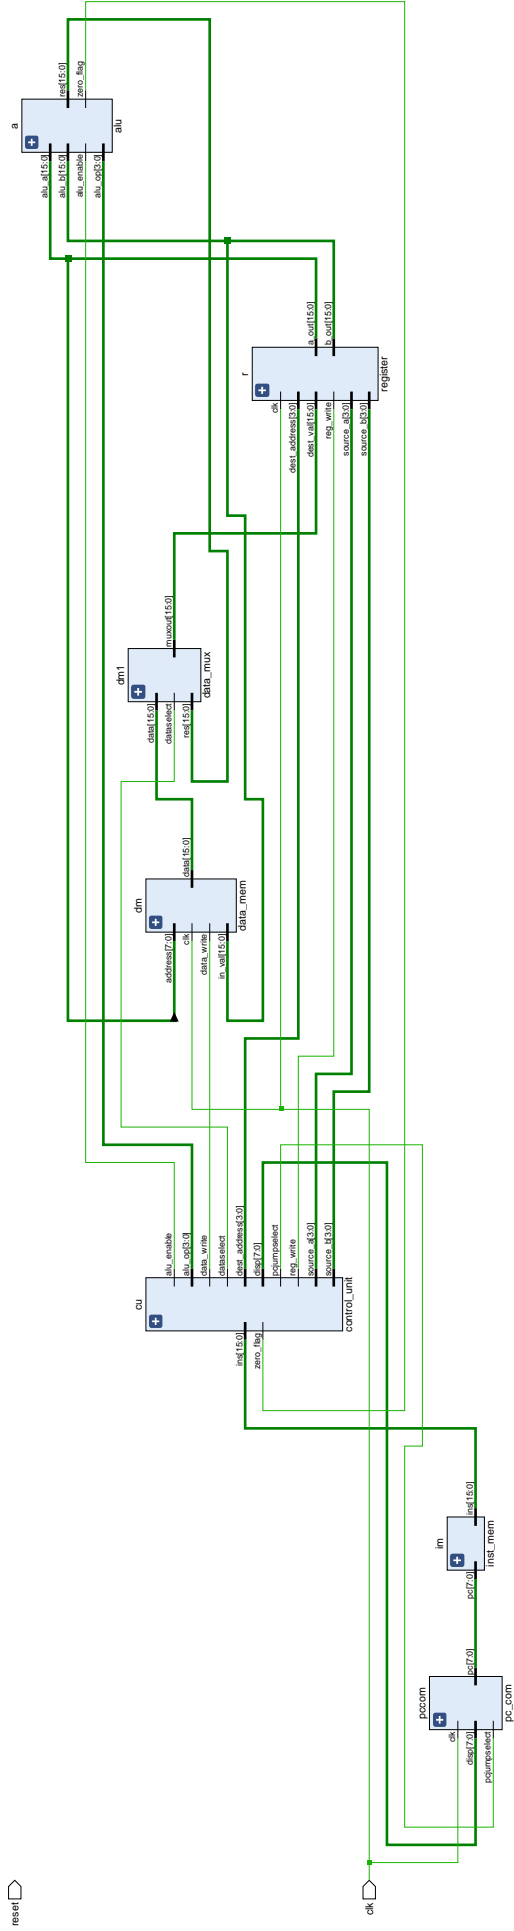 reset
clk
pccom
clk
disp[7:0]
pcjumpselect
pc[7:0]
pc_com
im
pc[7:0]
ins[15:0]
inst_mem
cu
ins[15:0]
zero_flag
alu_enable
alu_op[3:0]
data_write
dataselect
dest_address[3:0]
disp[7:0]
pcjumpselect
reg_write
source_a[3:0]
source_b[3:0]
control_unit
dm
address[7:0]
clk
data_write
in_val[15:0]
data[15:0]
data_mem
dm1
data[15:0]
dataselect
res[15:0]
muxout[15:0]
data_mux
r
clk
dest_address[3:0]
dest_val[15:0]
reg_write
source_a[3:0]
source_b[3:0]
a_out[15:0]
b_out[15:0]
register
a
alu_a[15:0]
alu_b[15:0]
alu_enable
alu_op[3:0]
res[15:0]
zero_flag
alu